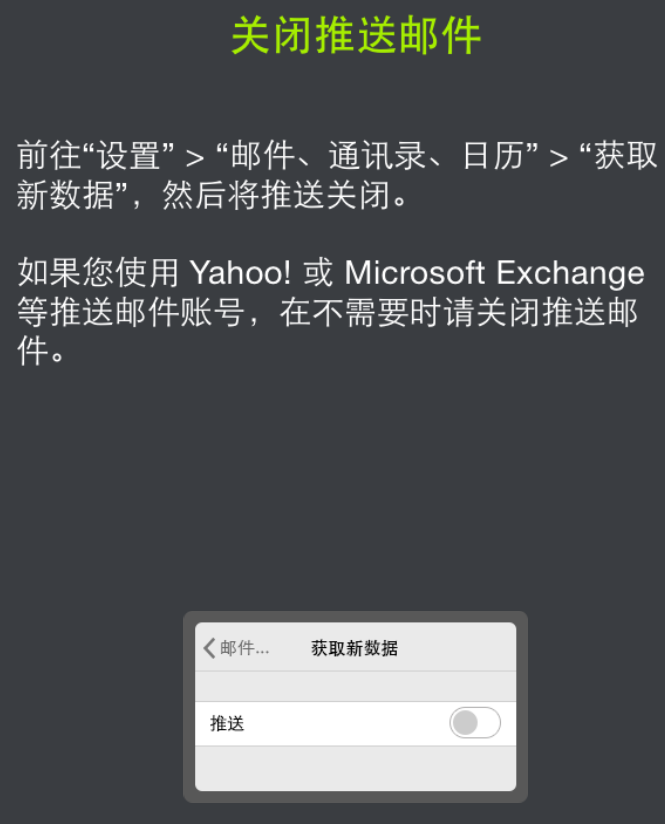 关闭推送邮件
前往“设置” > “邮件、通讯录、日历” > “获取
新数据”，然后将推送关闭。
如果您使用 Yahoo! 或 Microsoft Exchange
等推送邮件账号，在不需要时请关闭推送邮
件。
邮件... 获取新数据
推送